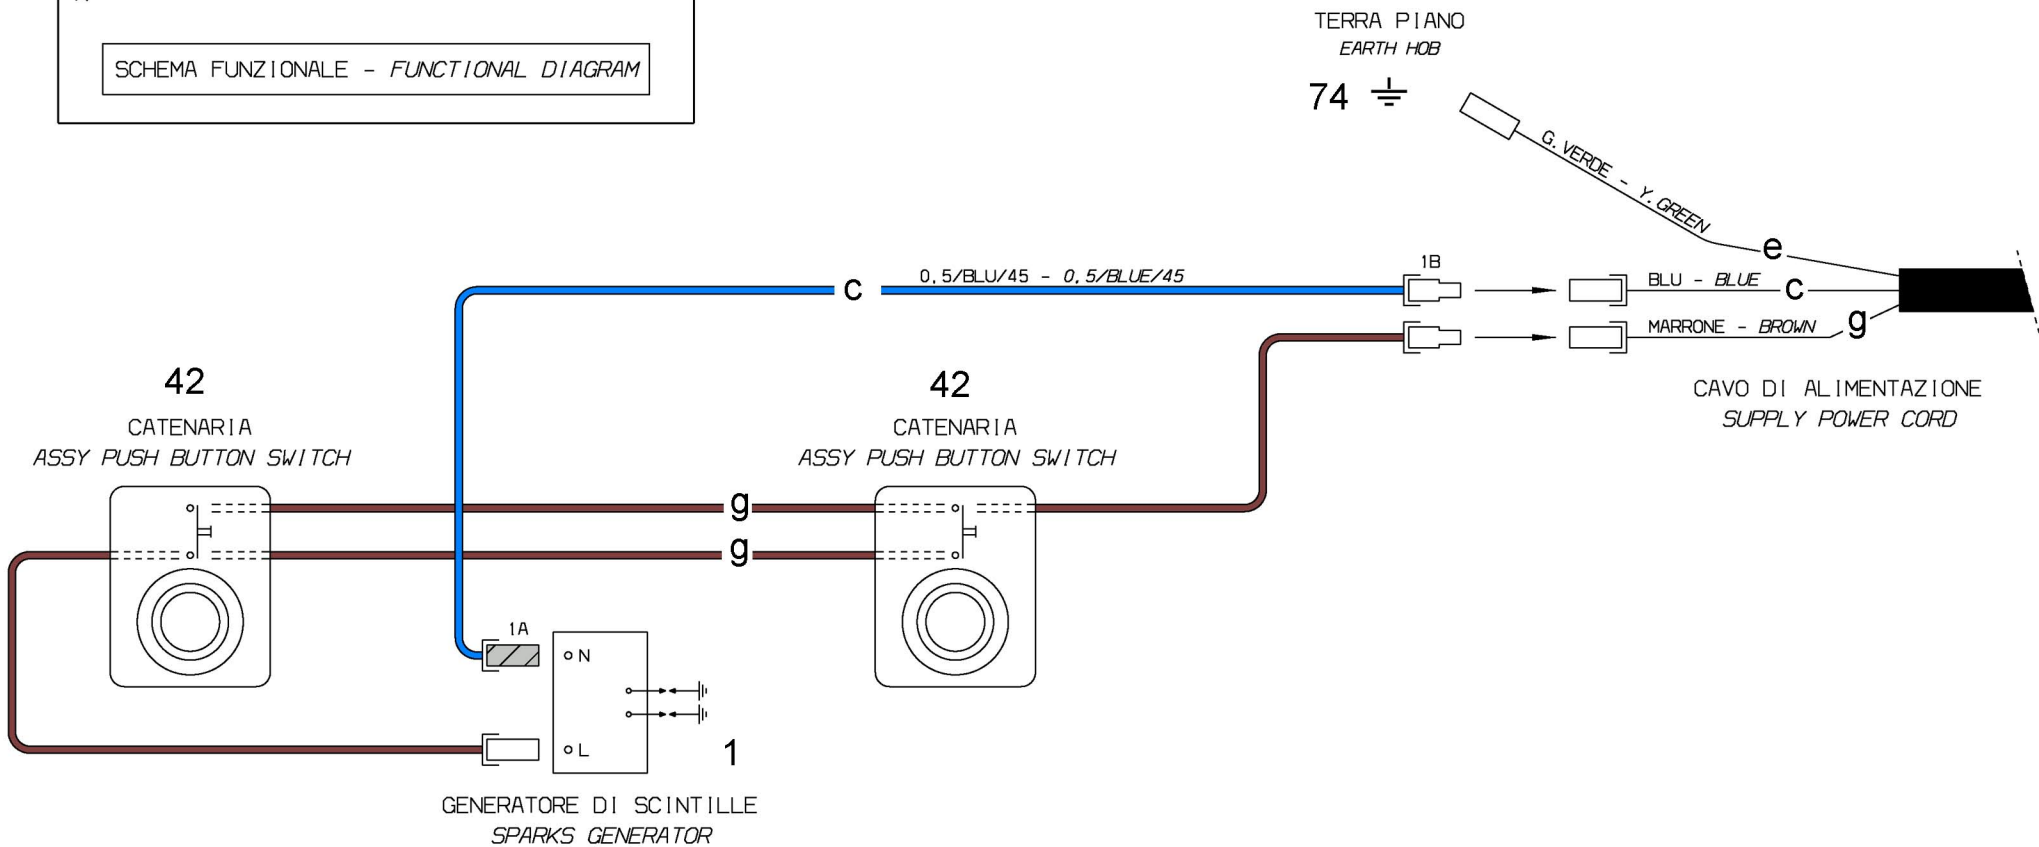 SCHEMA FUNZIONALE - FUNCTIONAL DIAGRAM
TERRA PIANO
EARTH HOB
74
G. VERDE - Y. GREEN
e
0,5/BLU/45 - 0,5/BLUE/45
c
1B
BLU - BLUE
c
MARRONE - BROWN
g
CAVO DI ALIMENTAZIONE
SUPPLY POWER CORD
42
CATENARIA
ASSY PUSH BUTTON SWITCH
42
CATENARIA
ASSY PUSH BUTTON SWITCH
g
g
1A
N
L
1
GENERATORE DI SCINTILLE
SPARKS GENERATOR